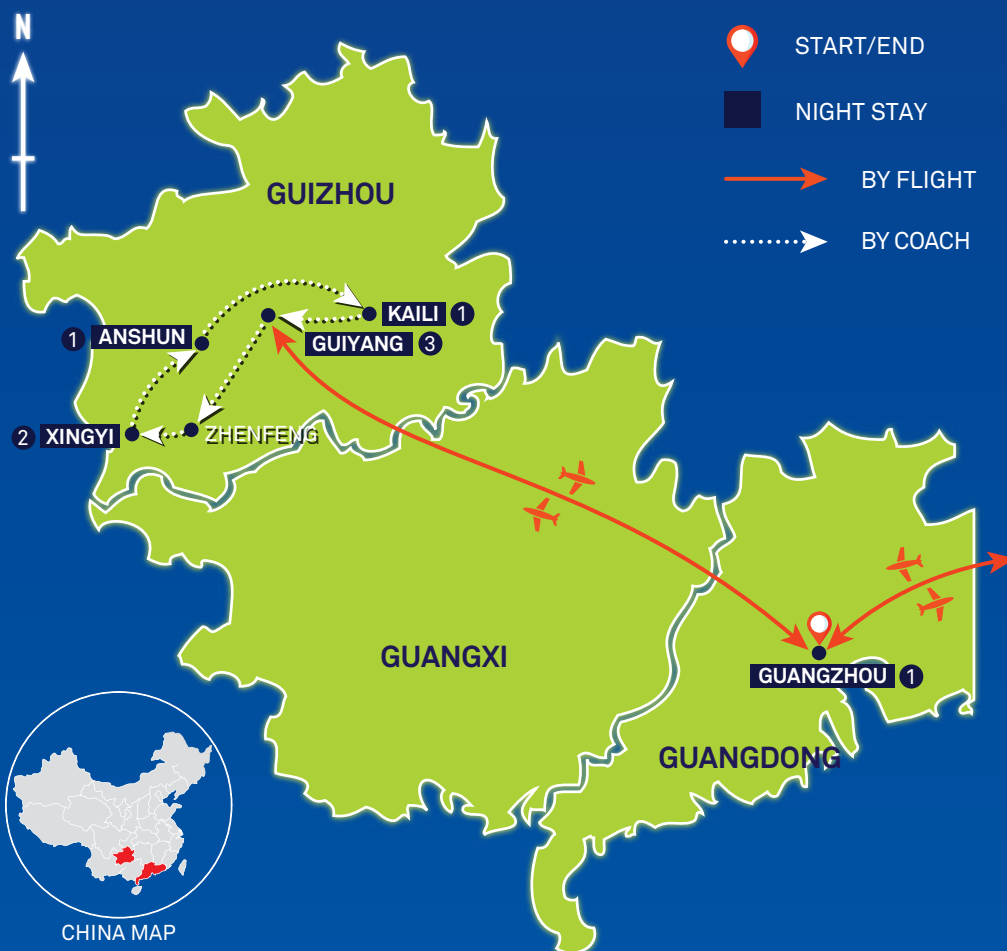 N
START/END
NIGHT STAY
BY FLIGHT
BY COACH
GUIZHOU
KAILI 1
1 ANSHUN
GUIYANG 3
2 XINGYI
ZHENFENG
GUANGXI
GUANGZHOU 1
GUANGDONG
CHINA MAP